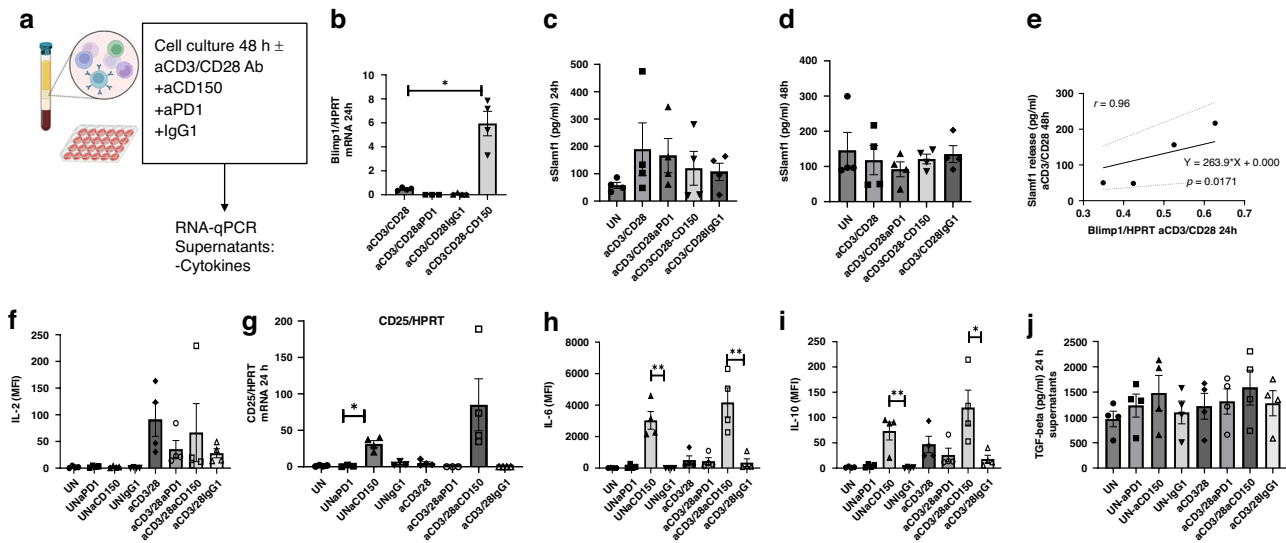 a
Cell culture 48 h ±
aCD3/CD28 Ab
+aCD150
+aPD1
+IgG1
RNA-qPCR
Supernatants:
-Cytokines
b
Blimp1/HPRT
mRNA 24h
10
8
6
4
2
0
*
aCD3/CD28
aCD3/CD28aPD1
aCD3/CD28IgG1
aCD3CD28-CD150
c
sSlamf1 (pg/ml) 24h
500
400
300
200
100
0
UN
aCD3/CD28
aCD3/CD28aPD1
aCD3CD28-CD150
aCD3/CD28IgG1
d
sSlamf1 (pg/ml) 48h
400
300
200
100
0
UN
aCD3/CD28
aCD3/CD28aPD1
aCD3CD28-CD150
aCD3/CD28IgG1
e
Slamf1 release (pg/ml)
aCD3/CD28 48h
300
200
100
0
r = 0.96
Y = 263.9*X + 0.000
p = 0.0171
0.3 0.4 0.5 0.6 0.7
Blimp1/HPRT aCD3/CD28 24h
f
IL-2 (MFI)
250
200
150
100
50
0
UN
UNaPD1
UNaCD150
UNIgG1
aCD3/28
aCD3/28aPD1
aCD3/28aCD150
aCD3/28IgG1
g
CD25/HPRT
CD25/HPRT
mRNA 24 h
200
150
100
50
0
*
UN
UNaPD1
UNaCD150
UNIgG1
aCD3/28
aCD3/28aPD1
aCD3/28aCD150
aCD3/28IgG1
h
IL-6 (MFI)
8000
6000
4000
2000
0
**
**
UN
UNaPD1
UNaCD150
UNIgG1
aCD3/28
aCD3/28aPD1
aCD3/28aCD150
aCD3/28IgG1
i
IL-10 (MFI)
250
200
150
100
50
0
**
*
UN
UNaPD1
UNaCD150
UNIgG1
aCD3/28
aCD3/28aPD1
aCD3/28aCD150
aCD3/28IgG1
j
TGF-beta (pg/ml) 24 h
supernatants
2500
2000
1500
1000
500
0
UN
UN-aPD1
UN-aCD150
UN-IgG1
aCD3/28
aCD3/28aPD1
aCD3/28aCD150
aCD3/28IgG1